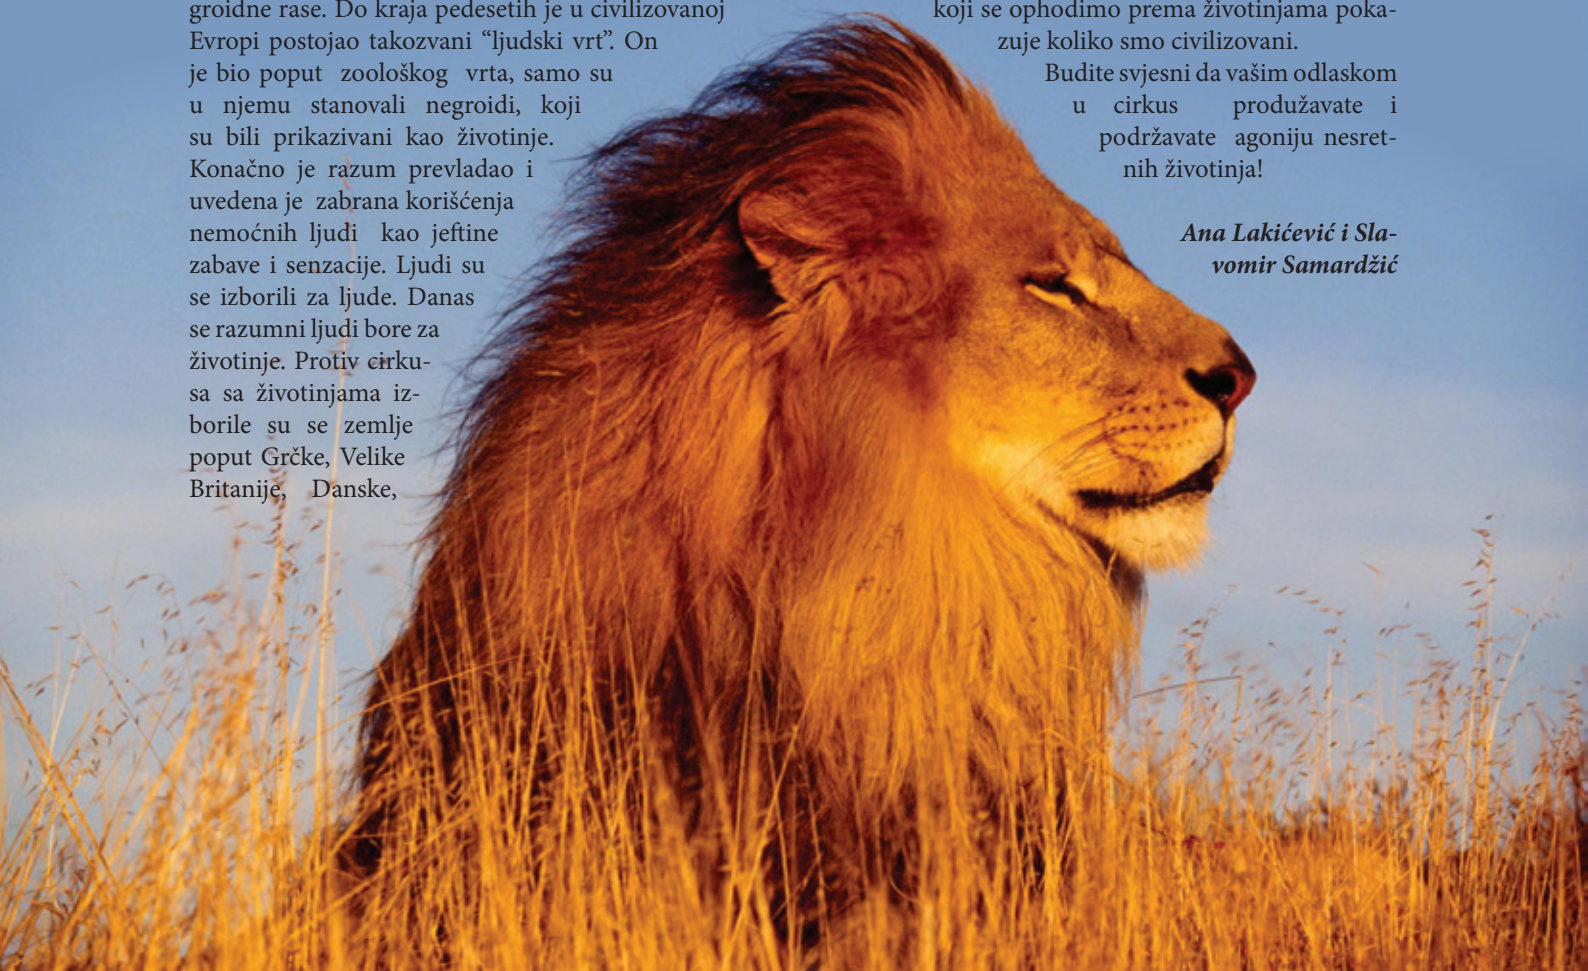 groidne rase. Do kraja pedesetih je u civilizovanoj
Evropi postojao takozvani “ljudski vrt”. On
je bio poput zoološkog vrta, samo su
u njemu stanovali negroidi, koji
su bili prikazivani kao životinje.
Konačno je razum prevladao i
uvedena je zabrana korišćenja
nemoćnih ljudi kao jeftine
zabave i senzacije. Ljudi su
se izborili za ljude. Danas
se razumni ljudi bore za
životinje. Protiv cirku-
sa sa životinjama iz-
borile su se zemlje
poput Grčke, Velike
Britanije, Danske,
koji se ophodimo prema životinjama poka-
zuje koliko smo civilizovani.
Budite svjesni da vašim odlaskom
u cirkus produžavate i
podržavate agoniju nesret-
nih životinja!
Ana Lakićević i Sla-
vomir Samardžić